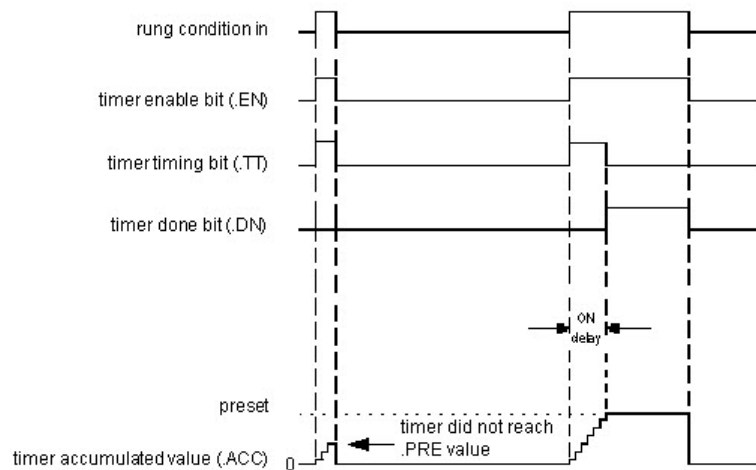 rung condition in
timer enable bit (.EN)
timer timing bit (.TT)
timer done bit (.DN)
ON
delay
preset
timer did not reach
.PRE value
timer accumulated value (.ACC)
0